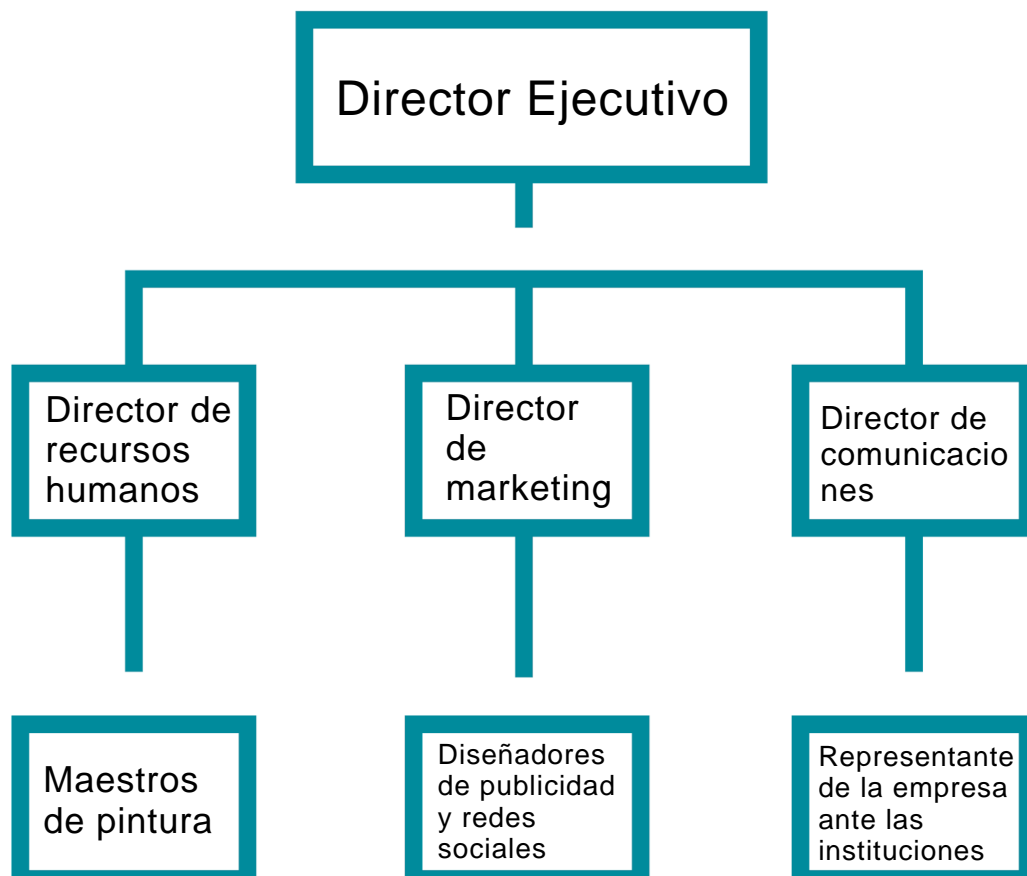 Director Ejecutivo
Director de
recursos
humanos
Director
de
marketing
Director de
comunicacio
nes
Maestros
de pintura
Diseñadores
de publicidad
y redes
sociales
Representante
de la empresa
ante las
instituciones